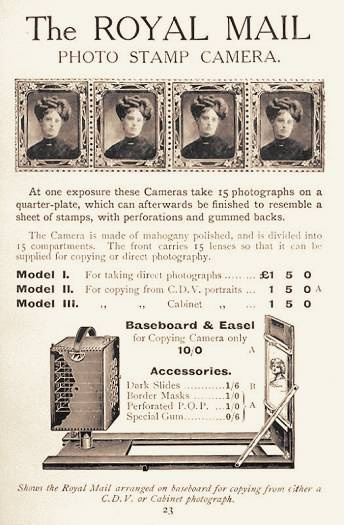 The ROYAL MAIL
PHOTO STAMP CAMERA.
At one exposure these Cameras take 15 photographs on a
quarter-plate, which can afterwards be finished to resemble a
sheet of stamps, with perforations and gummed backs.
The Camera is made of mahogany polished, and is divided into
15 compartments. The front carries 15 lenses so that it can be
supplied for copying or direct photography.
Model I. For taking direct photographs ......... £1 5 0
Model II. For copying from C.D.V. portraits ... 1 5 0 A
Model III. ,, ,, Cabinet ,, ... 1 5 0
Baseboard & Easel
for Copying Camera only
10/0 A
Accessories.
Dark Slides ...........1/6 B
Border Masks ........1/0
Perforated P.O.P. ...1/0 A
Special Gum.........0/6
Shows the Royal Mail arranged on baseboard for copying from either a
C.D.V. or Cabinet photograph.
23